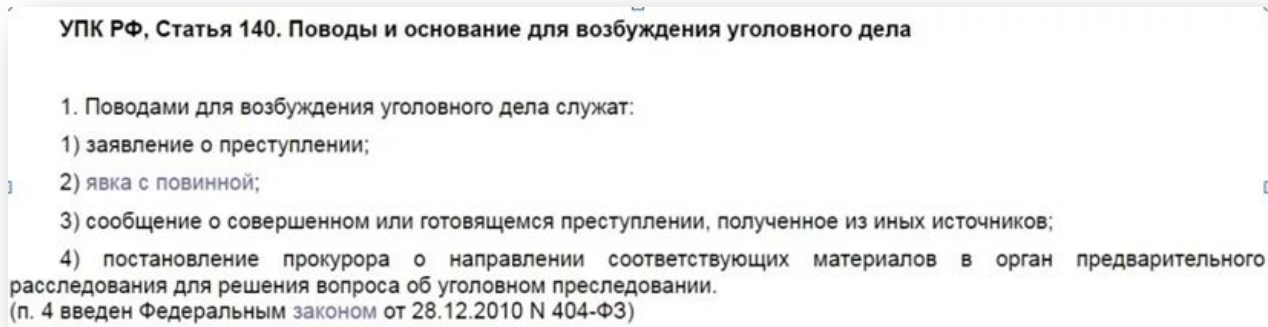 УПК РФ, Статья 140. Поводы и основание для возбуждения уголовного дела
1. Поводами для возбуждения уголовного дела служат:
1) заявление о преступлении;
2) явка с повинной;
3) сообщение о совершенном или готовящемся преступлении, полученное из иных источников;
4) постановление прокурора о направлении соответствующих материалов в орган предварительного
расследования для решения вопроса об уголовном преследовании.
(п. 4 введен Федеральным законом от 28.12.2010 N 404-ФЗ)